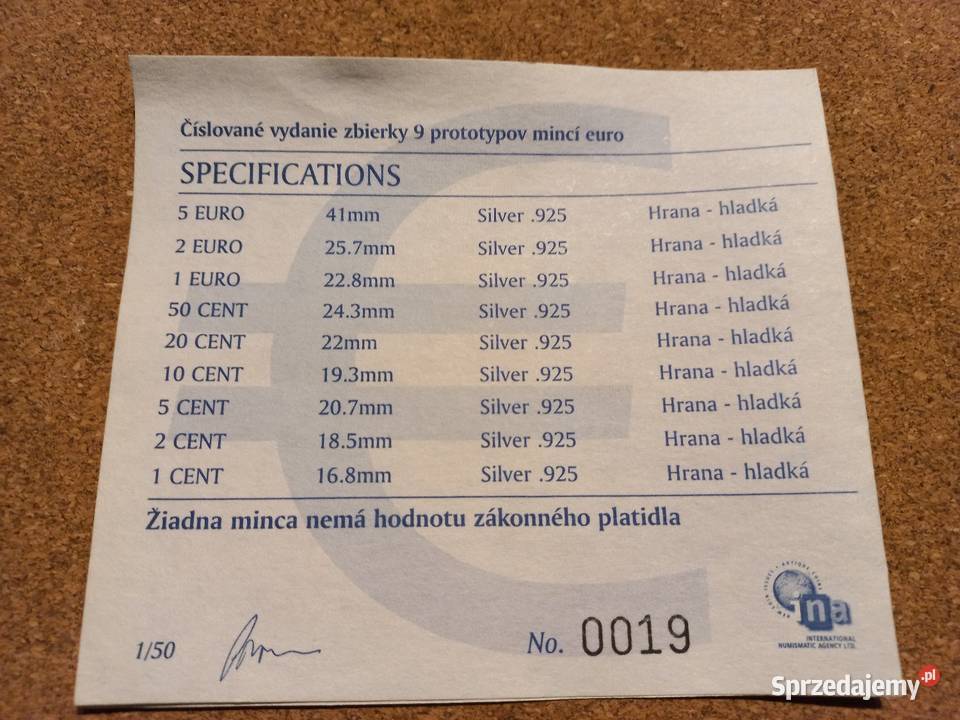 Číslované vydanie zbierky 9 prototypov mincí euro
SPECIFICATIONS
5 EURO 41mm Silver .925 Hrana - hladká
2 EURO 25.7mm Silver .925 Hrana - hladká
1 EURO 22.8mm Silver .925 Hrana - hladká
50 CENT 24.3mm Silver .925 Hrana - hladká
20 CENT 22mm Silver .925 Hrana - hladká
10 CENT 19.3mm Silver .925 Hrana - hladká
5 CENT 20.7mm Silver .925 Hrana - hladká
2 CENT 18.5mm Silver .925 Hrana - hladká
1 CENT 16.8mm Silver .925 Hrana - hladká
Žiadna minca nemá hodnotu zákonného platidla
1/50
No. 0019
ina
INTERNATIONAL
NUMISMATIC AGENCY LTD.
Sprzedajemy.pl